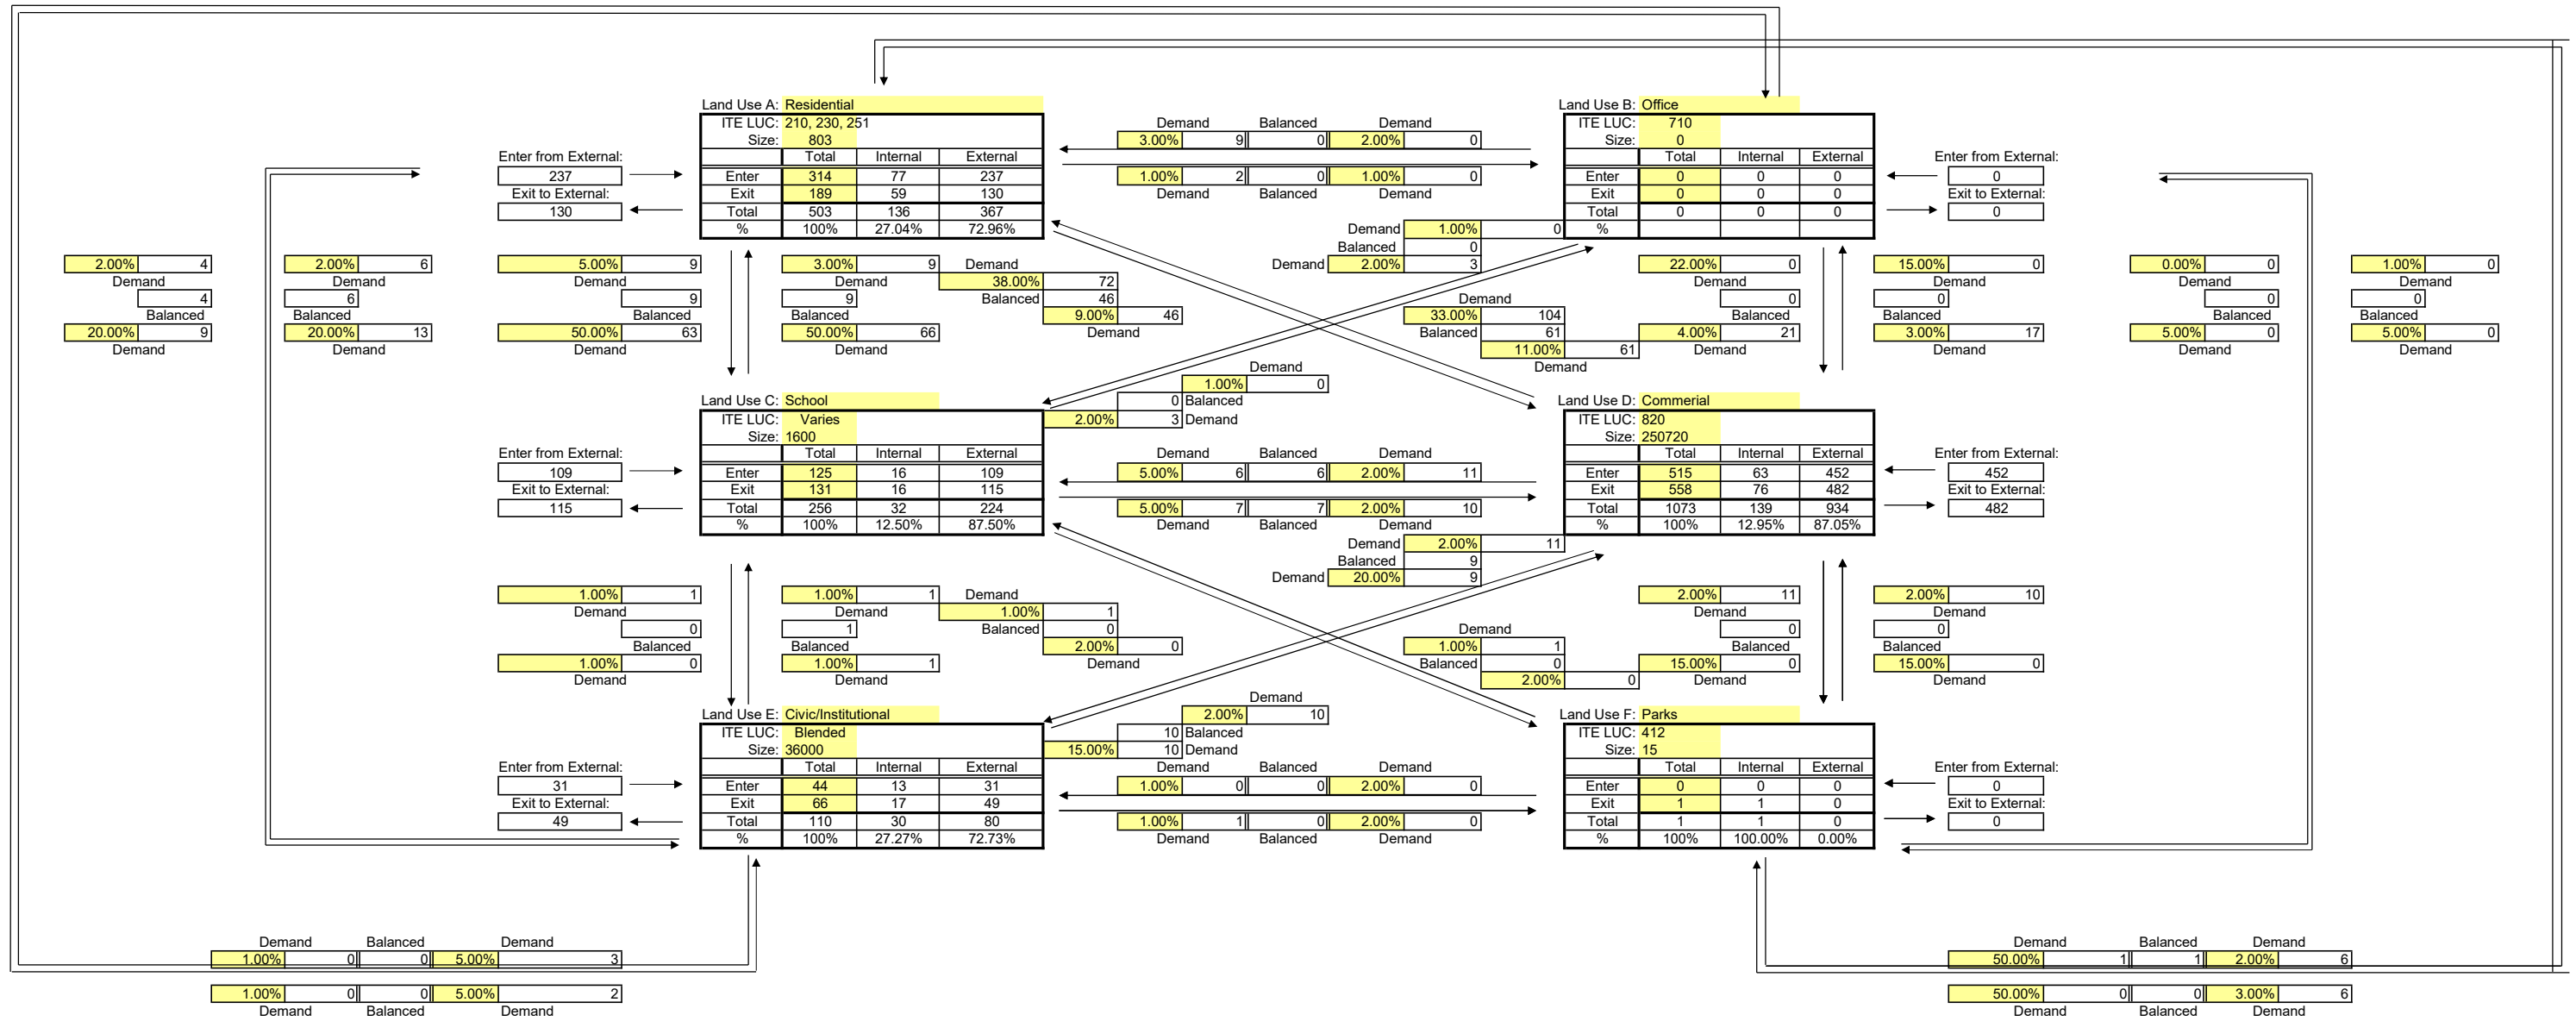 Land Use A: Residential Land Use B: Office
ITE LUC: 210, 230, 251 Demand Balanced Demand ITE LUC: 710
Size: 803 3.00% 9 0 2.00% 0 Size: 0
Enter from External: Total Internal External Total Internal External Enter from External:
237 Enter 314 77 237 1.00% 2 0 1.00% 0 Enter 0 0 0 0
Exit to External: Exit 189 59 130 Demand Balanced Demand Exit 0 0 0 Exit to External:
130 Total 503 136 367 Total 0 0 0 0
% 100% 27.04% 72.96% Demand 1.00% 0 %
Balanced 0
2.00% 4 2.00% 6 5.00% 9 3.00% 9 Demand Demand 2.00% 3 22.00% 0 15.00% 0 0.00% 0 1.00% 0
Demand Demand Demand Demand 38.00% 72 Demand Demand Demand Demand
4 6 9 9 Balanced 46 Demand 0 0 0 0
Balanced Balanced Balanced Balanced 9.00% 46 33.00% 104 Balanced Balanced Balanced Balanced
20.00% 9 20.00% 13 50.00% 63 50.00% 66 Demand Balanced 61 4.00% 21 3.00% 17 5.00% 0 5.00% 0
Demand Demand Demand Demand 11.00% 61 Demand Demand Demand Demand
Demand Demand
1.00% 0
Land Use C: School 0 Balanced Land Use D: Commerial
ITE LUC: Varies 2.00% 3 Demand ITE LUC: 820
Size: 1600 Size: 250720
Enter from External: Total Internal External Demand Balanced Demand Total Internal External Enter from External:
109 Enter 125 16 109 5.00% 6 6 2.00% 11 Enter 515 63 452 452
Exit to External: Exit 131 16 115 Exit 558 76 482 Exit to External:
115 Total 256 32 224 5.00% 7 7 2.00% 10 Total 1073 139 934 482
% 100% 12.50% 87.50% Demand Balanced Demand % 100% 12.95% 87.05%
Demand 2.00% 11
Balanced 9
Demand 20.00% 9
1.00% 1 1.00% 1 Demand 2.00% 11 2.00% 10
Demand Demand 1.00% 1 Demand Demand
0 1 Balanced 0 Demand 0 0
Balanced Balanced 2.00% 0 1.00% 1 Balanced Balanced
1.00% 0 1.00% 1 Demand Balanced 0 15.00% 0 15.00% 0
Demand Demand 2.00% 0 Demand Demand
Demand
Land Use E: Civic/Institutional 2.00% 10 Land Use F: Parks
ITE LUC: Blended 10 Balanced ITE LUC: 412
Size: 36000 15.00% 10 Demand Size: 15
Enter from External: Total Internal External Demand Balanced Demand Total Internal External Enter from External:
31 Enter 44 13 31 1.00% 0 0 2.00% 0 Enter 0 0 0 0
Exit to External: Exit 66 17 49 Exit 1 1 0 Exit to External:
49 Total 110 30 80 1.00% 1 0 2.00% 0 Total 1 1 0 0
% 100% 27.27% 72.73% Demand Balanced Demand % 100% 100.00% 0.00%
Demand Balanced Demand Demand Balanced Demand
1.00% 0 0 5.00% 3 50.00% 1 1 2.00% 6
1.00% 0 0 5.00% 2 50.00% 0 0 3.00% 6
Demand Balanced Demand Demand Balanced Demand